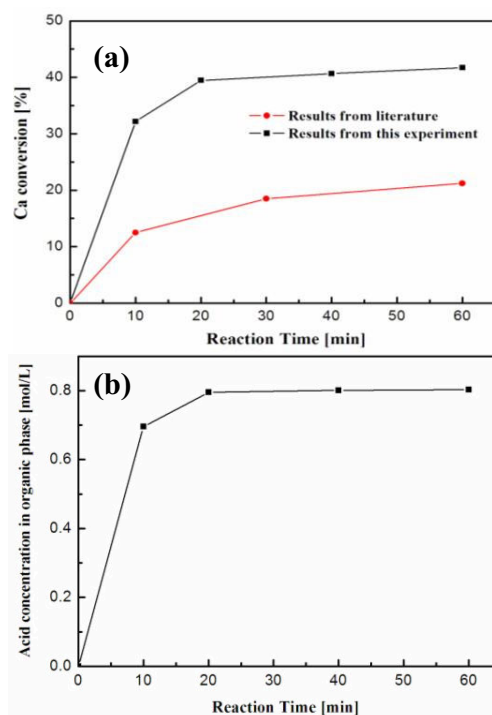 50
(a)
40
30
Results from literature
Results from this experiment
20
10
0
0 10 20 30 40 50 60
Ca conversion [%]
Reaction Time [min]
(b)
0.8
0.6
0.4
0.2
0.0
0 10 20 30 40 50 60
Acid concentration in organic phase [mol/L]
Reaction Time [min]